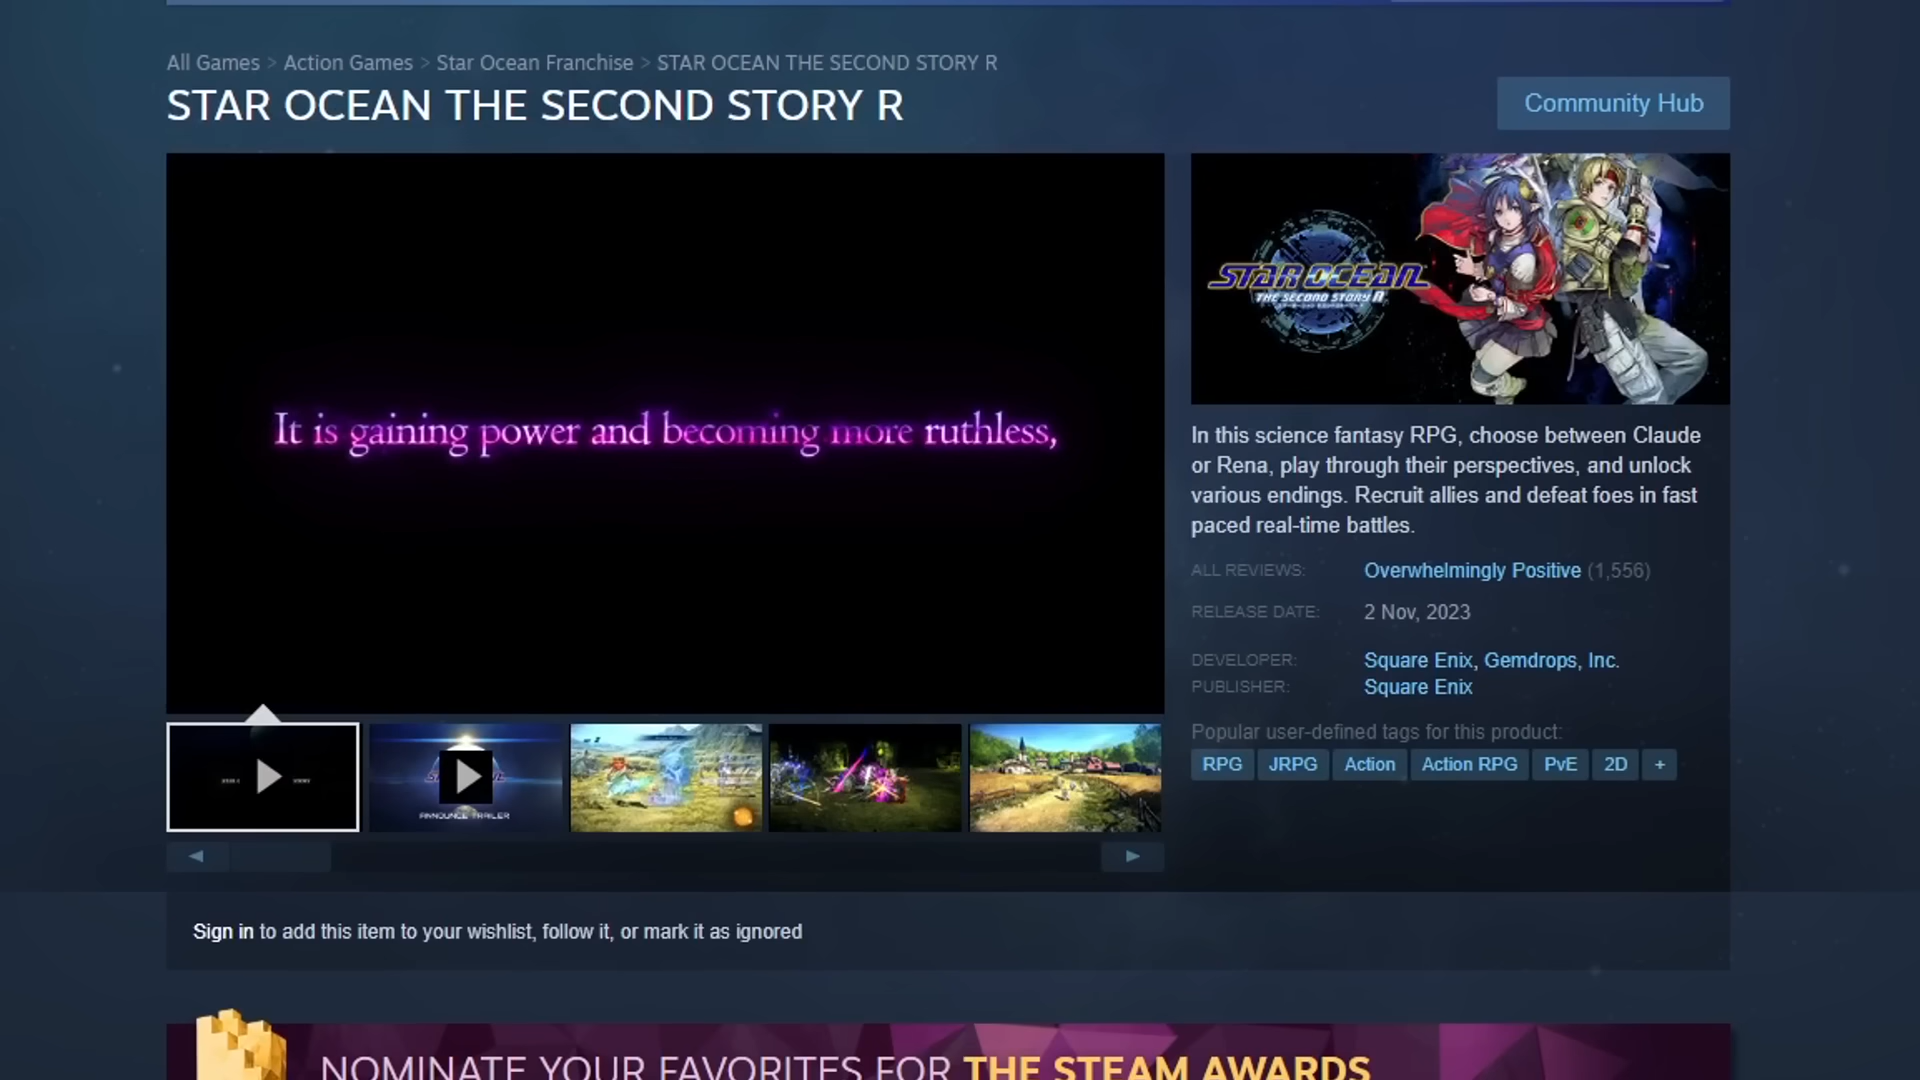 All Games > Action Games > Star Ocean Franchise > STAR OCEAN THE SECOND STORY R
STAR OCEAN THE SECOND STORY R
Community Hub
It is gaining power and becoming more ruthless,
STAR OCEAN
THE SECOND STORY R
In this science fantasy RPG, choose between Claude
or Rena, play through their perspectives, and unlock
various endings. Recruit allies and defeat foes in fast
paced real-time battles.
ALL REVIEWS: Overwhelmingly Positive (1,556)
RELEASE DATE: 2 Nov, 2023
DEVELOPER: Square Enix, Gemdrops, Inc.
PUBLISHER: Square Enix
Popular user-defined tags for this product:
RPG JRPG Action Action RPG PvE 2D +
ANNOUNCE TRAILER
Sign in to add this item to your wishlist, follow it, or mark it as ignored
NOMINATE YOUR FAVORITES FOR THE STEAM AWARDS